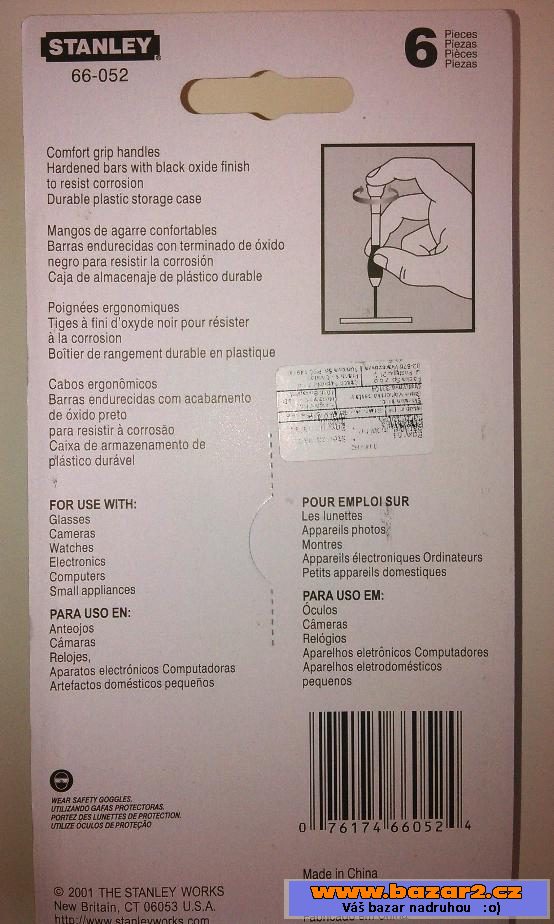 STANLEY
66-052
6
Pieces
Piezas
Pièces
Piezas
Comfort grip handles
Hardened bars with black oxide finish
to resist corrosion
Durable plastic storage case
Mangos de agarre confortables
Barras endurecidas con terminado de óxido
negro para resistir la corrosión
Caja de almacenaje de plástico durable
Poignées ergonomiques
Tiges à fini d'oxyde noir pour résister
à la corrosion
Boîtier de rangement durable en plastique
Cabos ergonômicos
Barras endurecidas com acabamento
de óxido preto
para resistir à corrosão
Caixa de armazenamento de
plástico durável
FOR USE WITH:
Glasses
Cameras
Watches
Electronics
Computers
Small appliances
PARA USO EN:
Anteojos
Cámaras
Relojes,
Aparatos electrónicos Computadoras
Artefactos domésticos pequeños
POUR EMPLOI SUR
Les lunettes
Appareils photos
Montres
Appareils électroniques Ordinateurs
Petits appareils domestiques
PARA USO EM:
Óculos
Câmeras
Relógios
Aparelhos eletrônicos Computadores
Aparelhos eletrodomésticos
pequenos
WEAR SAFETY GOGGLES.
UTILIZANDO GAFAS PROTECTORAS.
PORTEZ DES LUNETTES DE PROTECTION.
UTILIZE ÓCULOS DE PROTEÇÃO
0 76174 66052 4
Made in China
© 2001 THE STANLEY WORKS
New Britain, CT 06053 U.S.A.
http://www.stanleyworks.com
www.bazar2.cz
Váš bazar nadruhou :o)